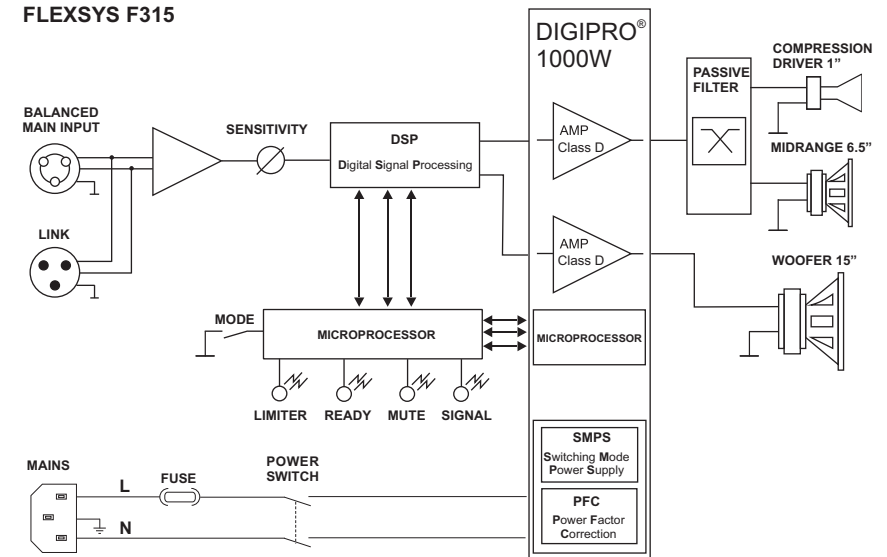 FLEXSYS F315
DIGIPRO®
1000W
COMPRESSION
DRIVER 1”
PASSIVE
FILTER
BALANCED
MAIN INPUT
SENSITIVITY
DSP
Digital Signal Processing
AMP
Class D
MIDRANGE 6.5”
LINK
AMP
Class D
WOOFER 15”
MODE
MICROPROCESSOR
MICROPROCESSOR
LIMITER
READY
MUTE
SIGNAL
SMPS
Switching Mode
Power Supply
MAINS
L
FUSE
POWER
SWITCH
N
PFC
Power Factor
Correction